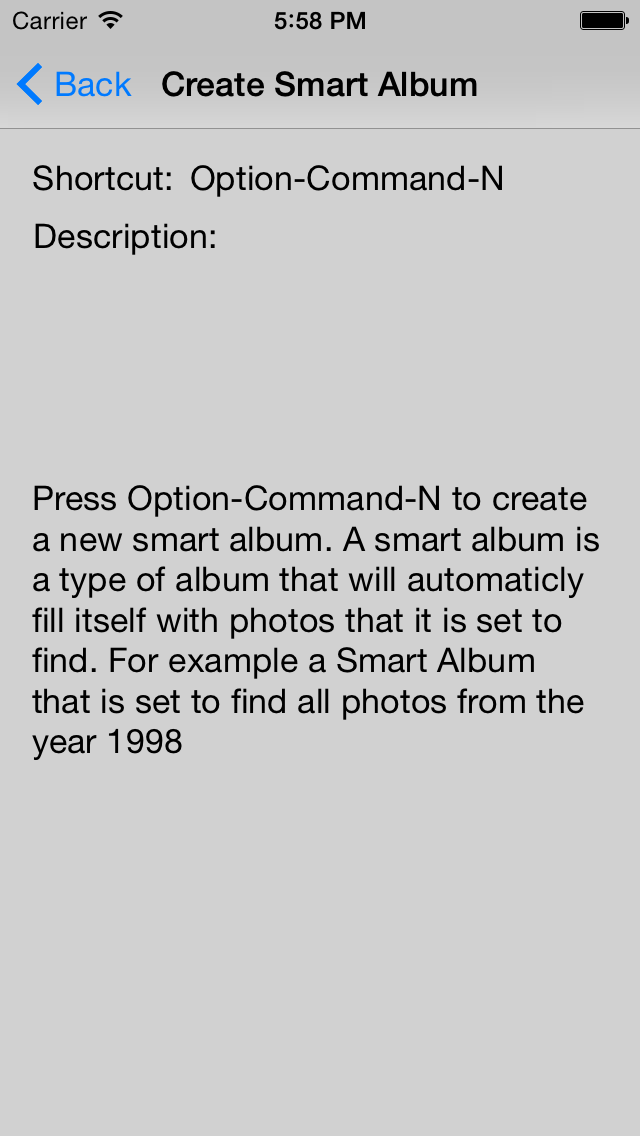 Carrier 5:58 PM
Back Create Smart Album
Shortcut: Option-Command-N
Description:
Press Option-Command-N to create
a new smart album. A smart album is
a type of album that will automaticly
fill itself with photos that it is set to
find. For example a Smart Album
that is set to find all photos from the
year 1998